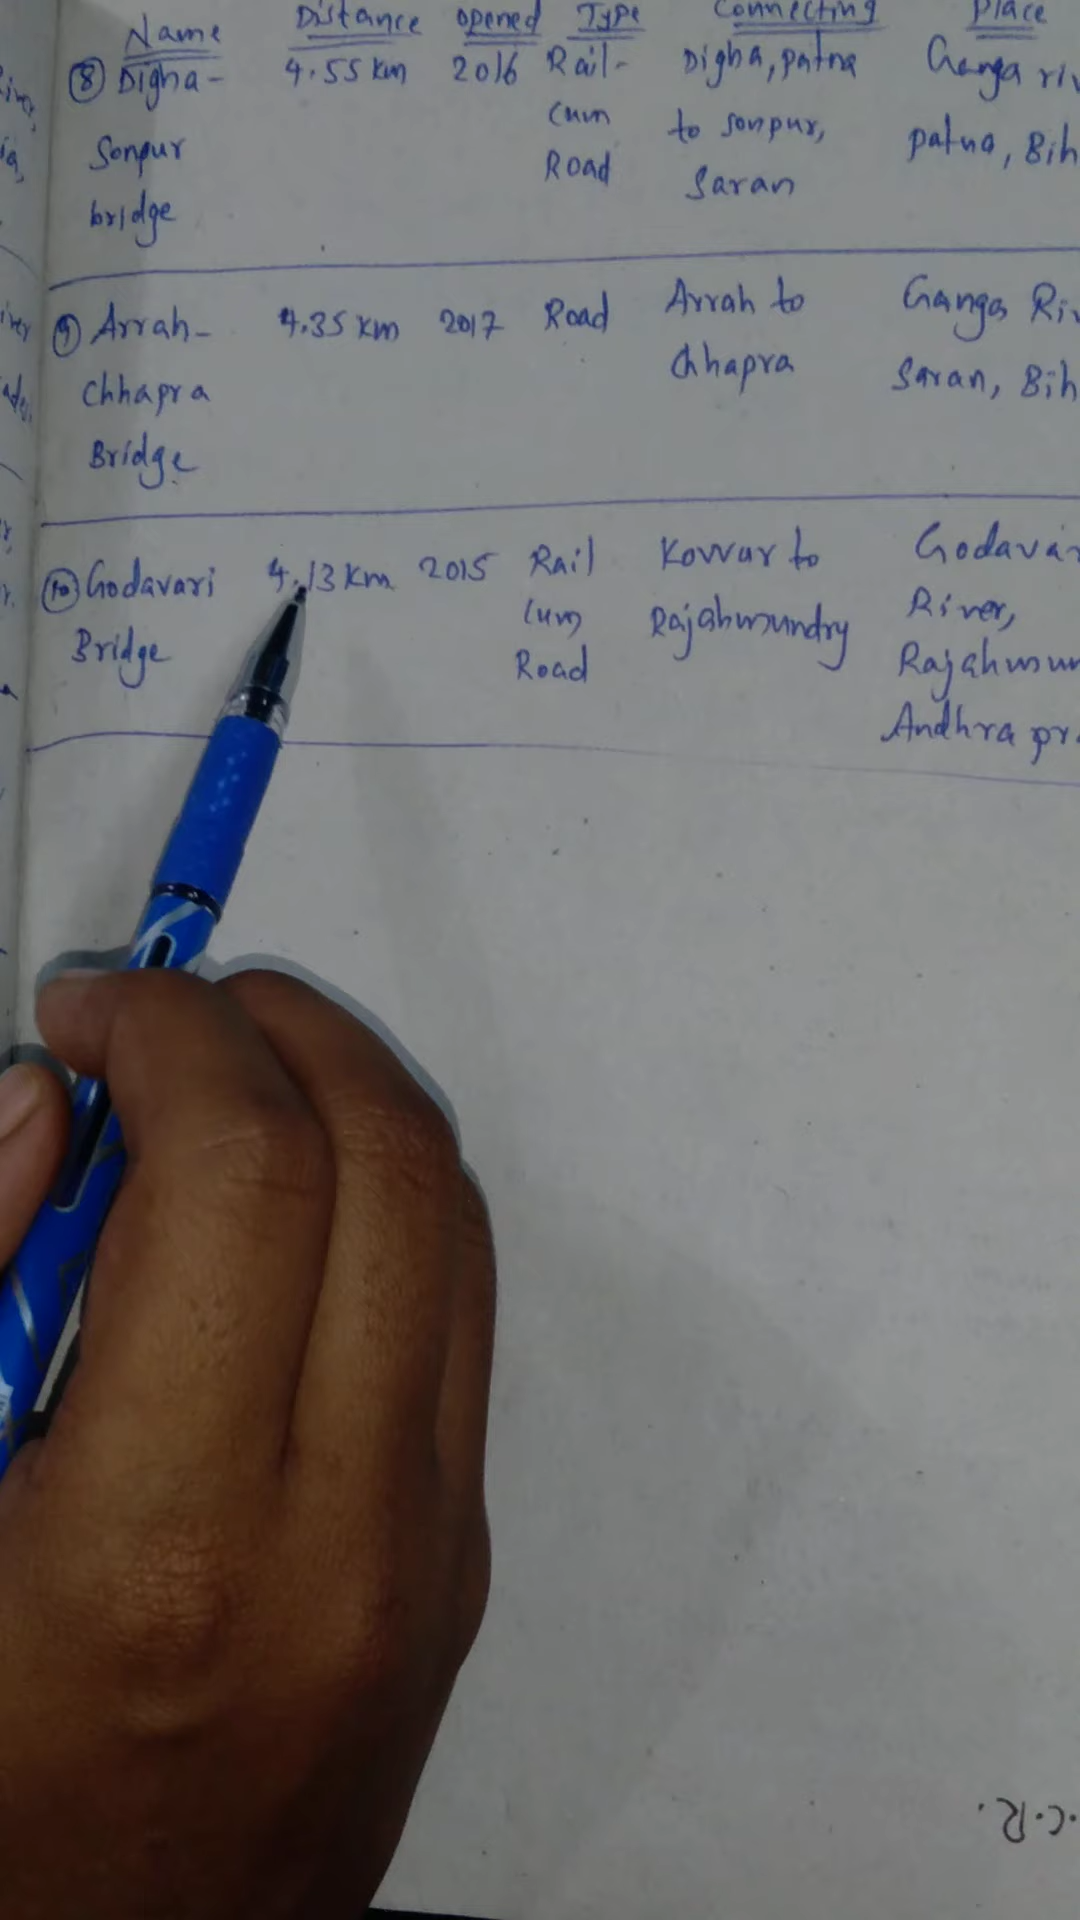 Name Distance opened Type Connecting Place
⑧ Digha- 4.55 km 2016 Rail- Digha, patna Ganga
Sonpur cum to sonpur, patna,
bridge Road Saran
⑨ Arrah- 4.35 km 2017 Road Arrah to Ganga
Chhapra Chhapra Saran,
Bridge
⑩ Godavari 4.13 km 2015 Rail Kovvur to
Bridge cum Rajahmundry River,
Road
Andhra